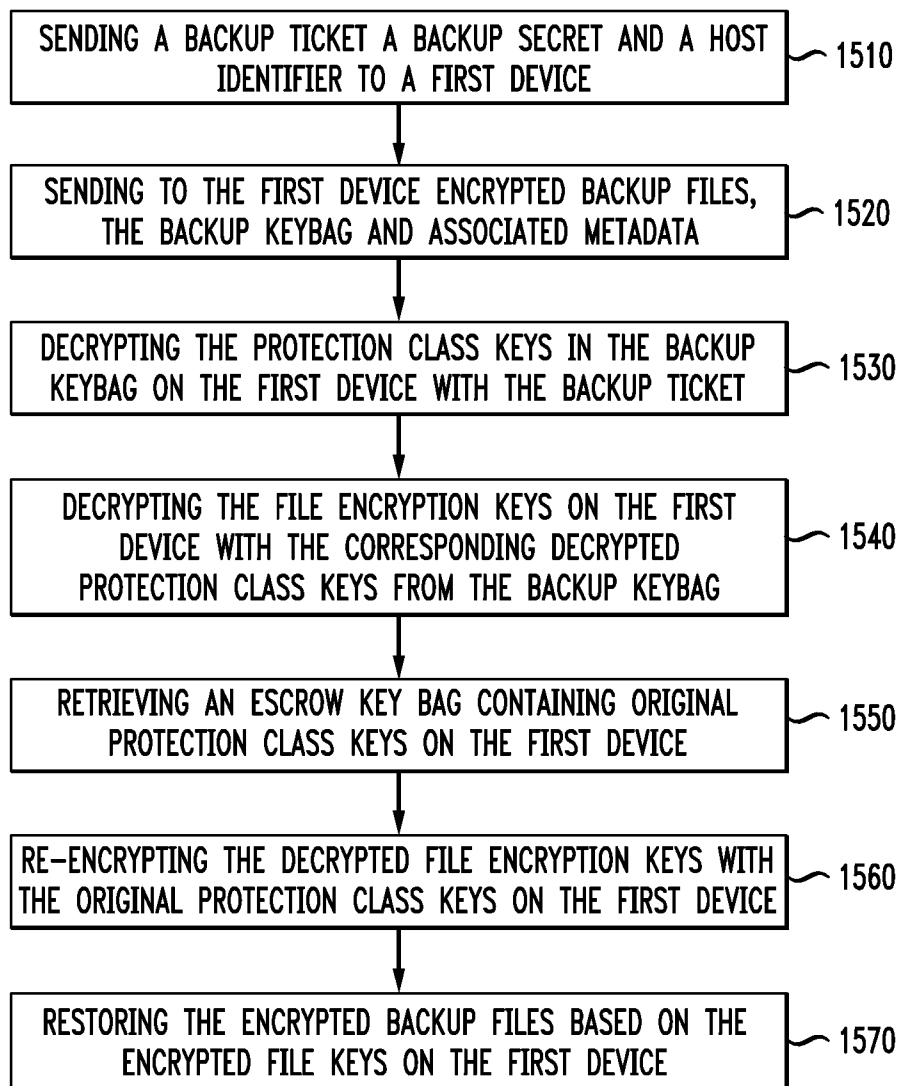 SENDING A BACKUP TICKET A BACKUP SECRET AND A HOST
IDENTIFIER TO A FIRST DEVICE
1510
SENDING TO THE FIRST DEVICE ENCRYPTED BACKUP FILES,
THE BACKUP KEYBAG AND ASSOCIATED METADATA
1520
DECRYPTING THE PROTECTION CLASS KEYS IN THE BACKUP
KEYBAG ON THE FIRST DEVICE WITH THE BACKUP TICKET
1530
DECRYPTING THE FILE ENCRYPTION KEYS ON THE FIRST
DEVICE WITH THE CORRESPONDING DECRYPTED
PROTECTION CLASS KEYS FROM THE BACKUP KEYBAG
1540
RETRIEVING AN ESCROW KEY BAG CONTAINING ORIGINAL
PROTECTION CLASS KEYS ON THE FIRST DEVICE
1550
RE-ENCRYPTING THE DECRYPTED FILE ENCRYPTION KEYS WITH
THE ORIGINAL PROTECTION CLASS KEYS ON THE FIRST DEVICE
1560
RESTORING THE ENCRYPTED BACKUP FILES BASED ON THE
ENCRYPTED FILE KEYS ON THE FIRST DEVICE
1570